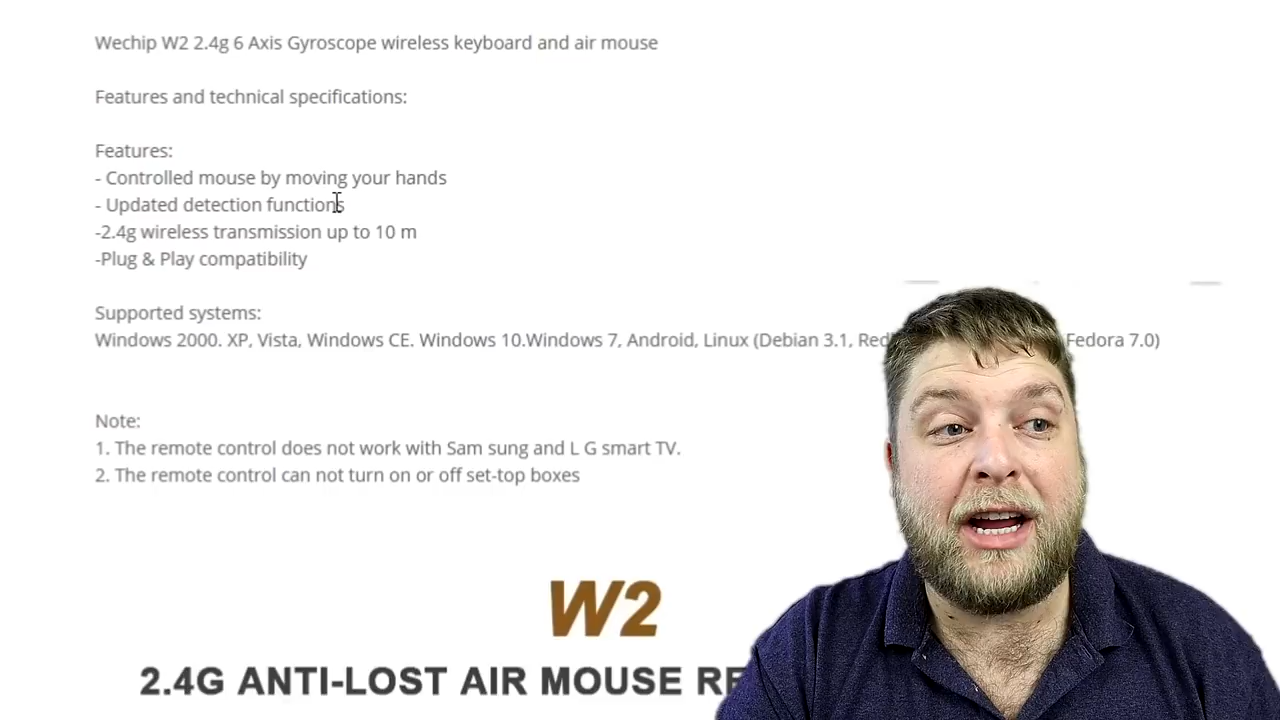 Wechip W2 2.4g 6 Axis Gyroscope wireless keyboard and air mouse
Features and technical specifications:
Features:
- Controlled mouse by moving your hands
- Updated detection functions
-2.4g wireless transmission up to 10 m
-Plug & Play compatibility
Supported systems:
Windows 2000. XP, Vista, Windows CE. Windows 10.Windows 7, Android, Linux (Debian 3.1, Fedora 7.0)
Note:
1. The remote control does not work with Sam sung and L G smart TV.
2. The remote control can not turn on or off set-top boxes
W2
2.4G ANTI-LOST AIR MOUSE